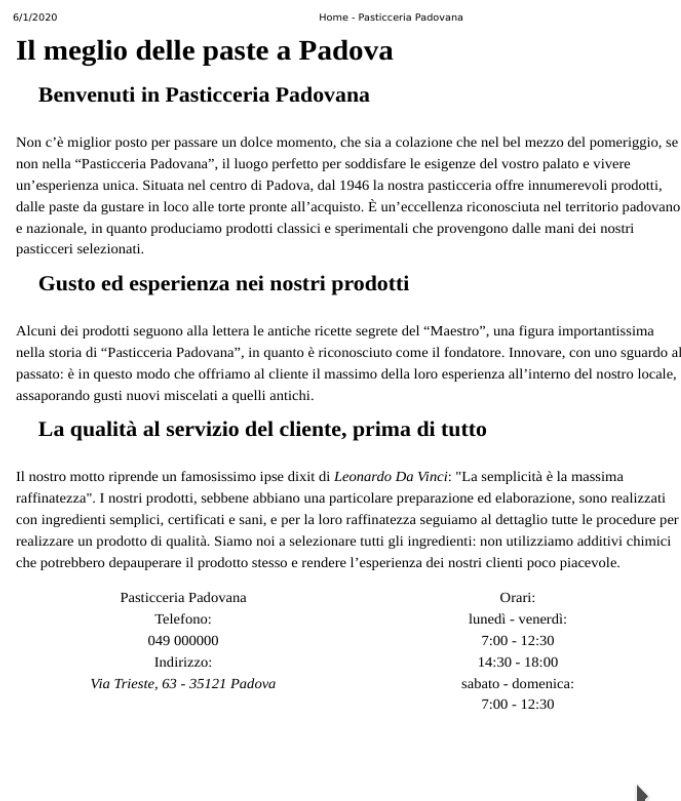 6/1/2020 Home - Pasticceria Padovana
Il meglio delle paste a Padova
Benvenuti in Pasticceria Padovana
Non c’è miglior posto per passare un dolce momento, che sia a colazione che nel bel mezzo del pomeriggio, se
non nella “Pasticceria Padovana”, il luogo perfetto per soddisfare le esigenze del vostro palato e vivere
un’esperienza unica. Situata nel centro di Padova, dal 1946 la nostra pasticceria offre innumerevoli prodotti,
dalle paste da gustare in loco alle torte pronte all’acquisto. È un’eccellenza riconosciuta nel territorio padovano
e nazionale, in quanto produciamo prodotti classici e sperimentali che provengono dalle mani dei nostri
pasticceri selezionati.
Gusto ed esperienza nei nostri prodotti
Alcuni dei prodotti seguono alla lettera le antiche ricette segrete del “Maestro”, una figura importantissima
nella storia di “Pasticceria Padovana”, in quanto è riconosciuto come il fondatore. Innovare, con uno sguardo al
passato: è in questo modo che offriamo al cliente il massimo della loro esperienza all’interno del nostro locale,
assaporando gusti nuovi miscelati a quelli antichi.
La qualità al servizio del cliente, prima di tutto
Il nostro motto riprende un famosissimo ipse dixit di Leonardo Da Vinci: "La semplicità è la massima
raffinatezza". I nostri prodotti, sebbene abbiano una particolare preparazione ed elaborazione, sono realizzati
con ingredienti semplici, certificati e sani, e per la loro raffinatezza seguiamo al dettaglio tutte le procedure per
realizzare un prodotto di qualità. Siamo noi a selezionare tutti gli ingredienti: non utilizziamo additivi chimici
che potrebbero depauperare il prodotto stesso e rendere l’esperienza dei nostri clienti poco piacevole.
Pasticceria Padovana
Telefono:
049 000000
Indirizzo:
Via Trieste, 63 - 35121 Padova
Orari:
lunedì - venerdì:
7:00 - 12:30
14:30 - 18:00
sabato - domenica:
7:00 - 12:30